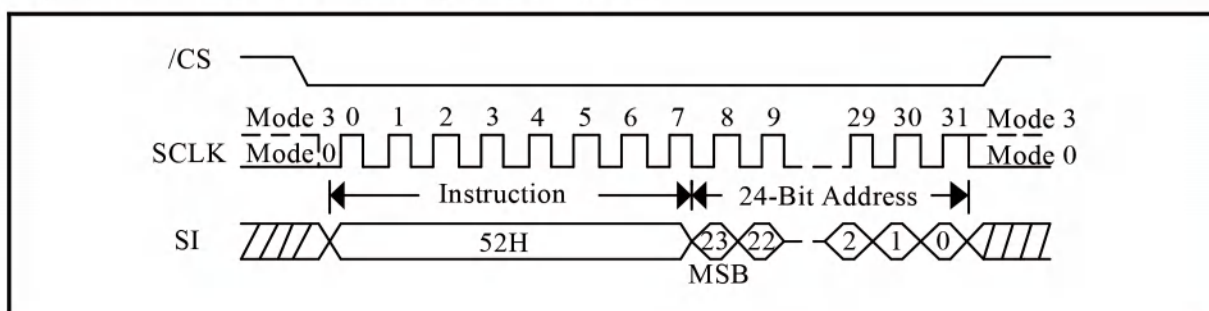 /CS
Mode 3 0 1 2 3 4 5 6 7 8 9 29 30 31 Mode 3
SCLK Mode 0 Mode 0
Instruction 24-Bit Address
SI 52H 23 22 2 1 0
MSB